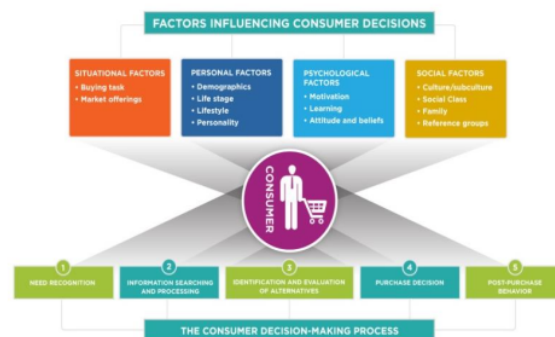 FACTORS INFLUENCING CONSUMER DECISIONS
SITUATIONAL FACTORS
• Buying task
• Market offerings
PERSONAL FACTORS
• Demographics
• Life stage
• Lifestyle
• Personality
PSYCHOLOGICAL
FACTORS
• Motivation
• Learning
• Attitude and beliefs
SOCIAL FACTORS
• Culture/subculture
• Social Class
• Family
• Reference groups
CONSUMER
1
NEED RECOGNITION
2
INFORMATION SEARCHING
AND PROCESSING
3
IDENTIFICATION AND EVALUATION
OF ALTERNATIVES
4
PURCHASE DECISION
5
POST-PURCHASE
BEHAVIOR
THE CONSUMER DECISION-MAKING PROCESS